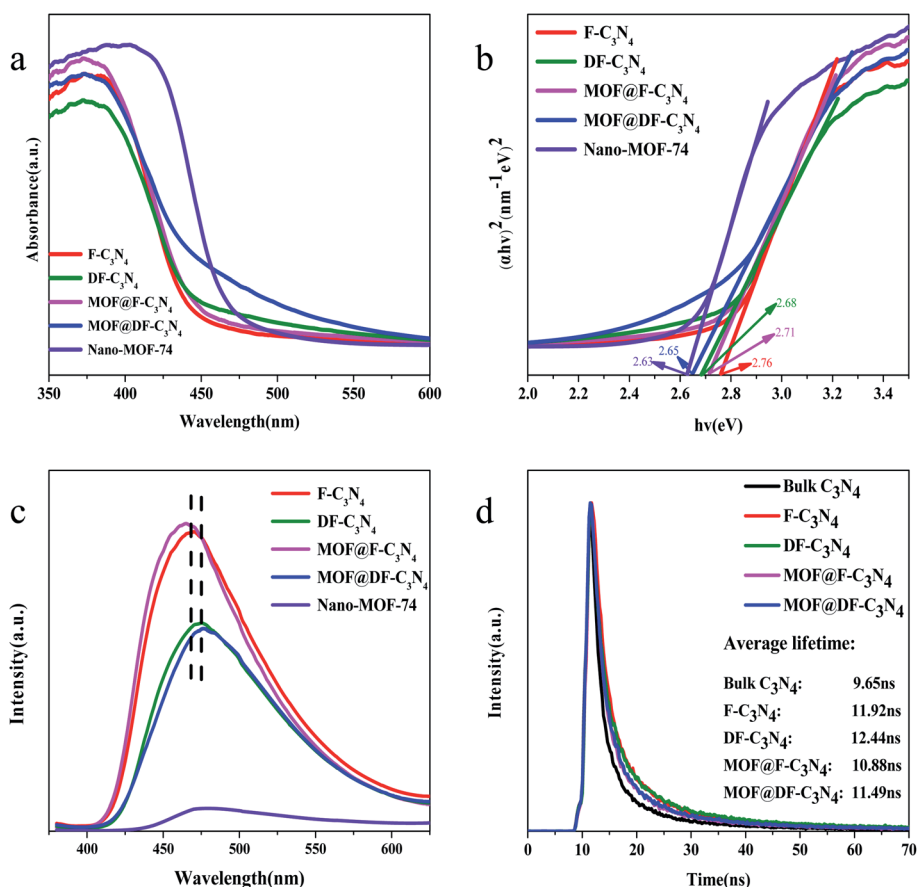 a
Absorbance(a.u.)
F-C₃N₄
DF-C₃N₄
MOF@F-C₃N
MOF@DF-C₃N₄
Nano-MOF-74
350 400 450 500 550 600
Wavelength(nm)
b
(αhv)² (nm⁻¹ eV)²
F-C₃N₄
DF-C₃N₄
MOF@F-C₃N₄
MOF@DF-C₃N₄
Nano-MOF-74
2.68
2.71
2.65
2.63
2.76
2.0 2.2 2.4 2.6 2.8 3.0 3.2 3.4
hv(eV)
c
Intensity(a.u.)
F-C₃N₄
DF-C₃N₄
MOF@F-C₃N₄
MOF@DF-C₃N₄
Nano-MOF-74
400 450 500 550 600
Wavelength(nm)
d
Intensity(a.u.)
Bulk C₃N₄
F-C₃N₄
DF-C₃N₄
MOF@F-C₃N₄
MOF@DF-C₃N₄
Average lifetime:
Bulk C₃N₄: 9.65ns
F-C₃N₄: 11.92ns
DF-C₃N₄: 12.44ns
MOF@F-C₃N₄: 10.88ns
MOF@DF-C₃N₄: 11.49ns
0 10 20 30 40 50 60 70
Time(ns)